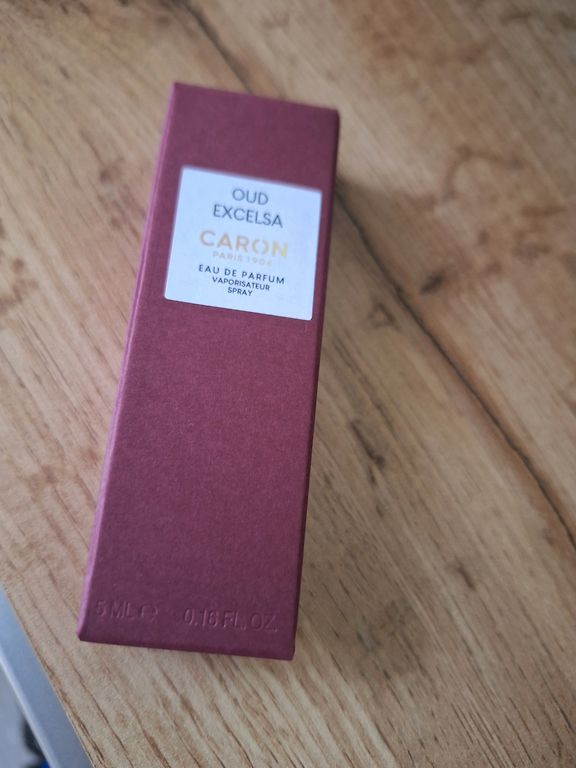 OUD
EXCELSA
CARON
PARIS 1904
EAU DE PARFUM
VAPORISATEUR
SPRAY
5 ML ℮ 0.16 FL. OZ.